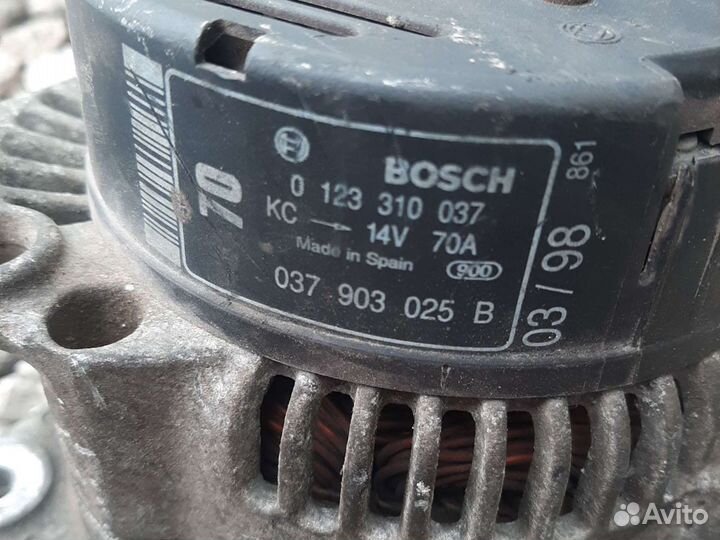 BOSCH
70
0 123 310 037
KC → 14V 70A
Made in Spain 900
037 903 025 B
03 / 98
861
Avito